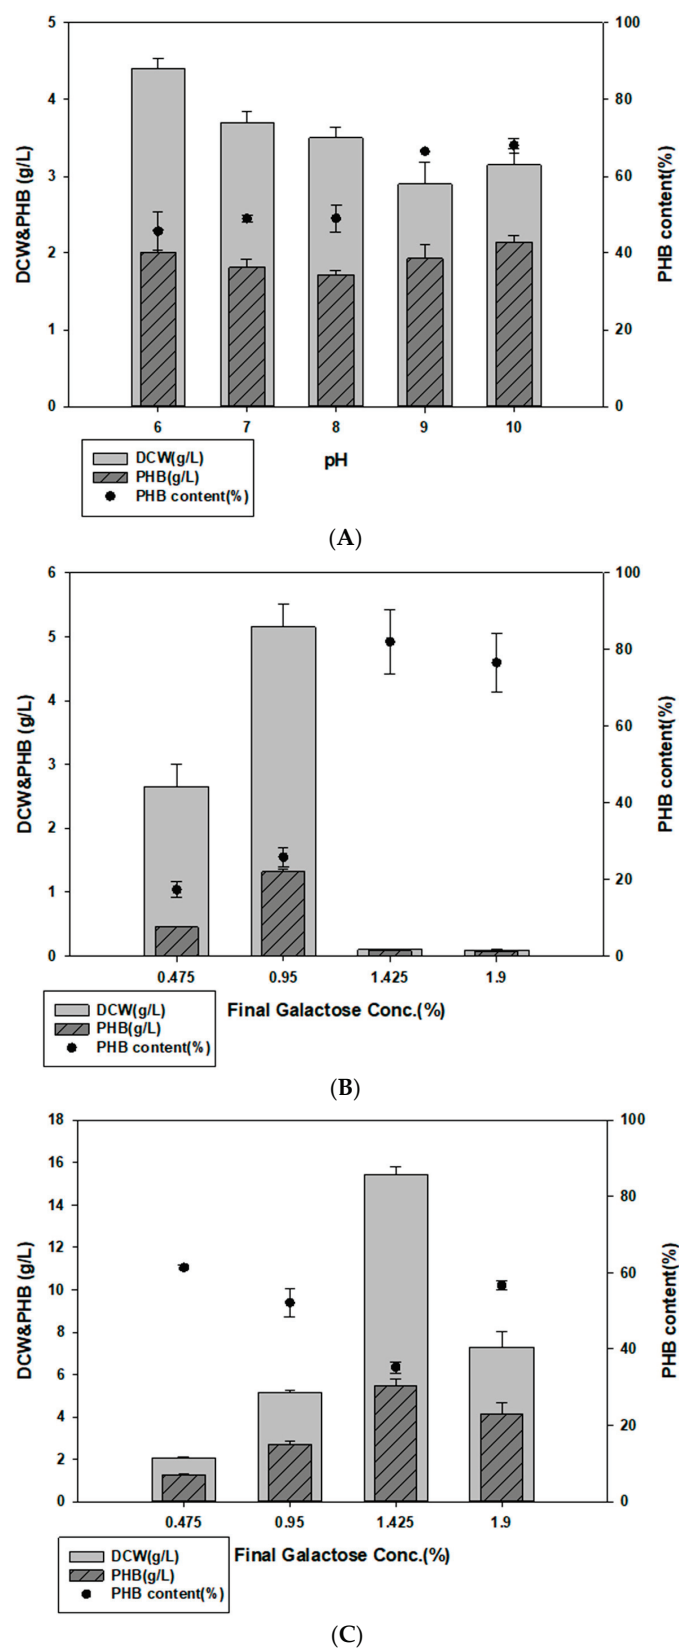 5
4
3
2
1
0
DCW&PHB (g/L)
100
80
60
40
20
0
PHB content(%)
6 7 8 9 10
pH
DCW(g/L)
PHB(g/L)
PHB content(%)
(A)
6
5
4
3
2
1
0
DCW&PHB (g/L)
100
80
60
40
20
0
PHB content(%)
0.475 0.95 1.425 1.9
Final Galactose Conc.(%)
DCW(g/L)
PHB(g/L)
PHB content(%)
(B)
18
16
14
12
10
8
6
4
2
0
DCW&PHB (g/L)
100
80
60
40
20
0
PHB content(%)
0.475 0.95 1.425 1.9
Final Galactose Conc.(%)
DCW(g/L)
PHB(g/L)
PHB content(%)
(C)